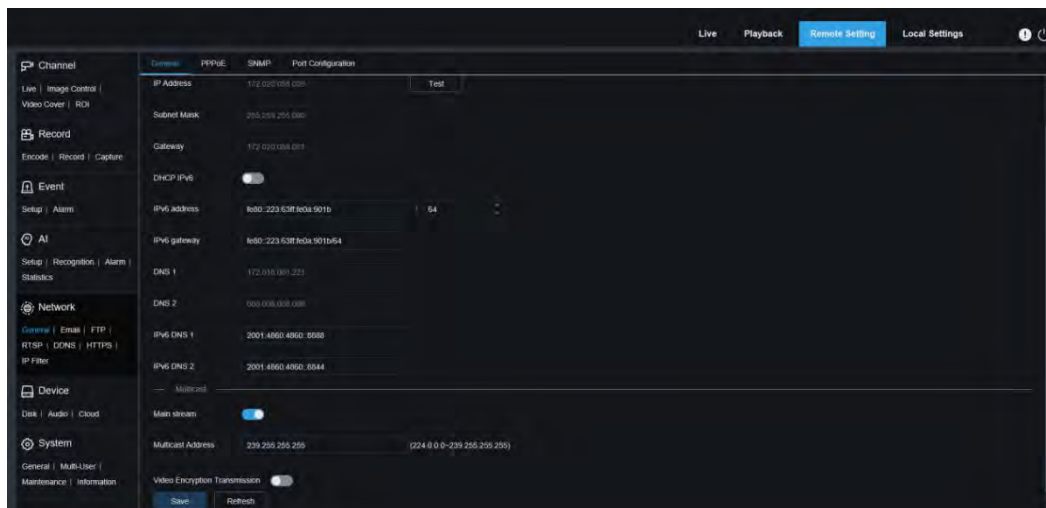 Live Playback Remote Setting Local Settings
Channel
Live | Image Control |
Video Cover | ROI
Record
Encode | Record | Capture
Event
Setup | Alarm
AI
Setup | Recognition | Alarm |
Statistics
Network
General | Email | FTP |
RTSP | DDNS | HTTPS |
IP Filter
Device
Disk | Audio | Cloud
System
General | Multi-User |
Maintenance | Information
General PPPoE SNMP Port Configuration
IP Address Test
Subnet Mask
Gateway
DHCP IPv6
IPv6 address fe80::223:63ff:fe0a:901b / 64
IPv6 gateway fe80::223:63ff:fe0a:901b/64
DNS 1
DNS 2
IPv6 DNS 1 2001:4860:4860::8888
IPv6 DNS 2 2001:4860:4860::8844
Multicast
Main stream
Multicast Address 239.255.255.255 (224.0.0.0~239.255.255.255)
Video Encryption Transmission
Save Refresh